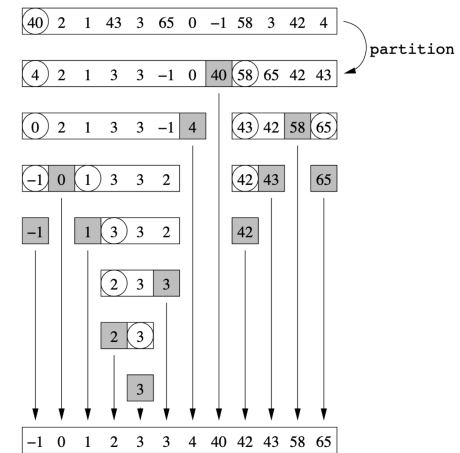 40 2 1 43 3 65 0 −1 58 3 42 4
partition
4 2 1 3 3 −1 0 40 58 65 42 43
0 2 1 3 3 −1 4 43 42 58 65
−1 0 1 3 3 2 42 43 65
−1 1 3 3 2 42
2 3 3
2 3
3
−1 0 1 2 3 3 4 40 42 43 58 65